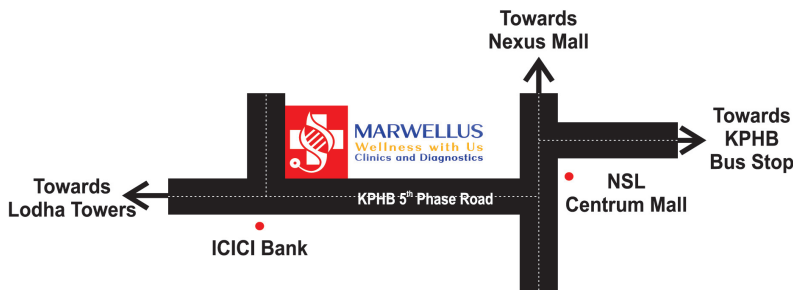 Towards
Nexus Mall
MARWELLUS
Wellness with Us
Clinics and Diagnostics
Towards
KPHB
Bus Stop
Towards
Lodha Towers
KPHB 5th Phase Road
NSL
Centrum Mall
ICICI Bank